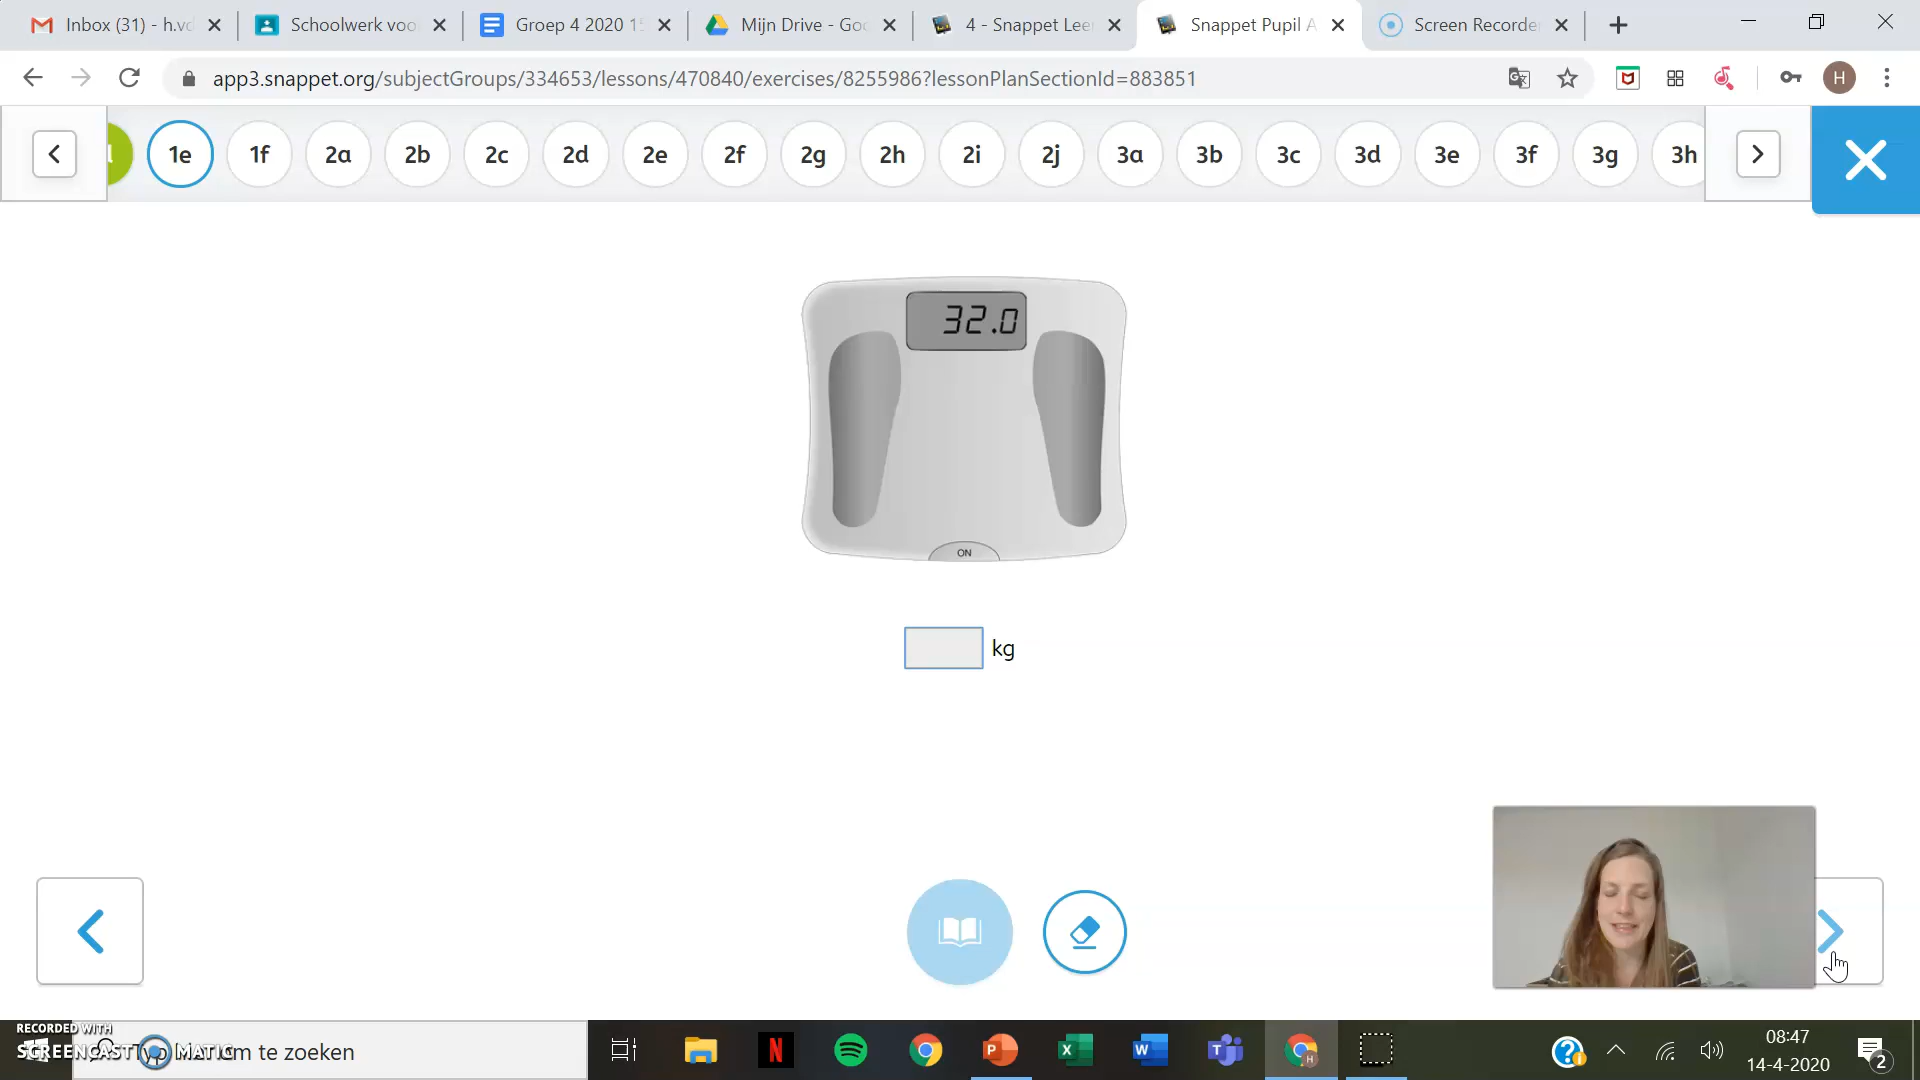 Inbox (31) - h.vd
Schoolwerk voo
Groep 4 2020 1
Mijn Drive - Goo
4 - Snappet Lee
Snappet Pupil A
Screen Recorde
app3.snappet.org/subjectGroups/334653/lessons/470840/exercises/8255986?lessonPlanSectionId=883851
H
1e 1f 2a 2b 2c 2d 2e 2f 2g 2h 2i 2j 3a 3b 3c 3d 3e 3f 3g 3h
32.0
ON
kg
RECORDED WITH
SCREENCAST MATIC
om te zoeken
08:47
14-4-2020
2